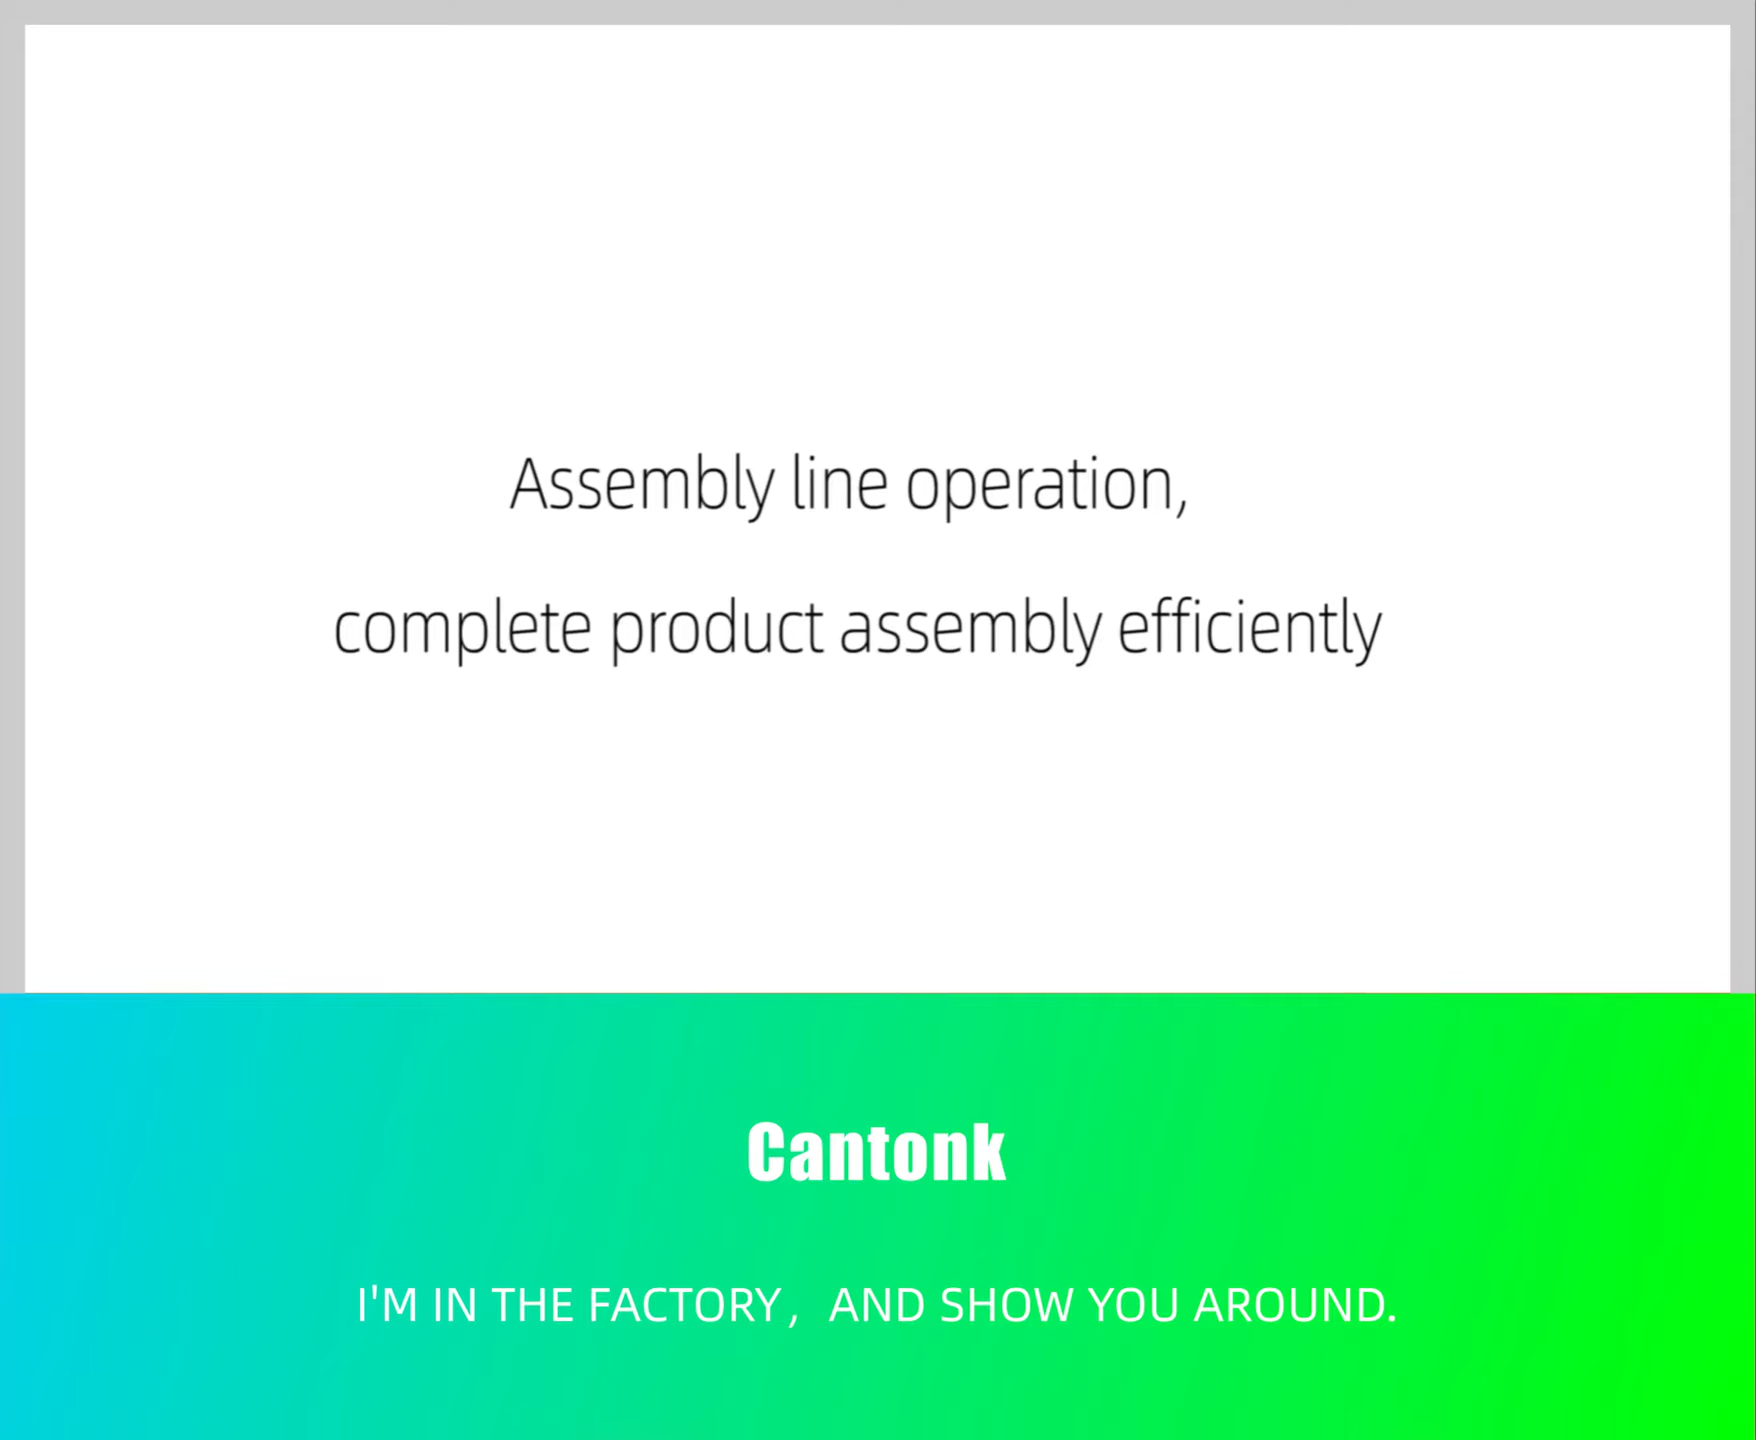 Assembly line operation,
complete product assembly efficiently
Cantonk
I'M IN THE FACTORY, AND SHOW YOU AROUND.